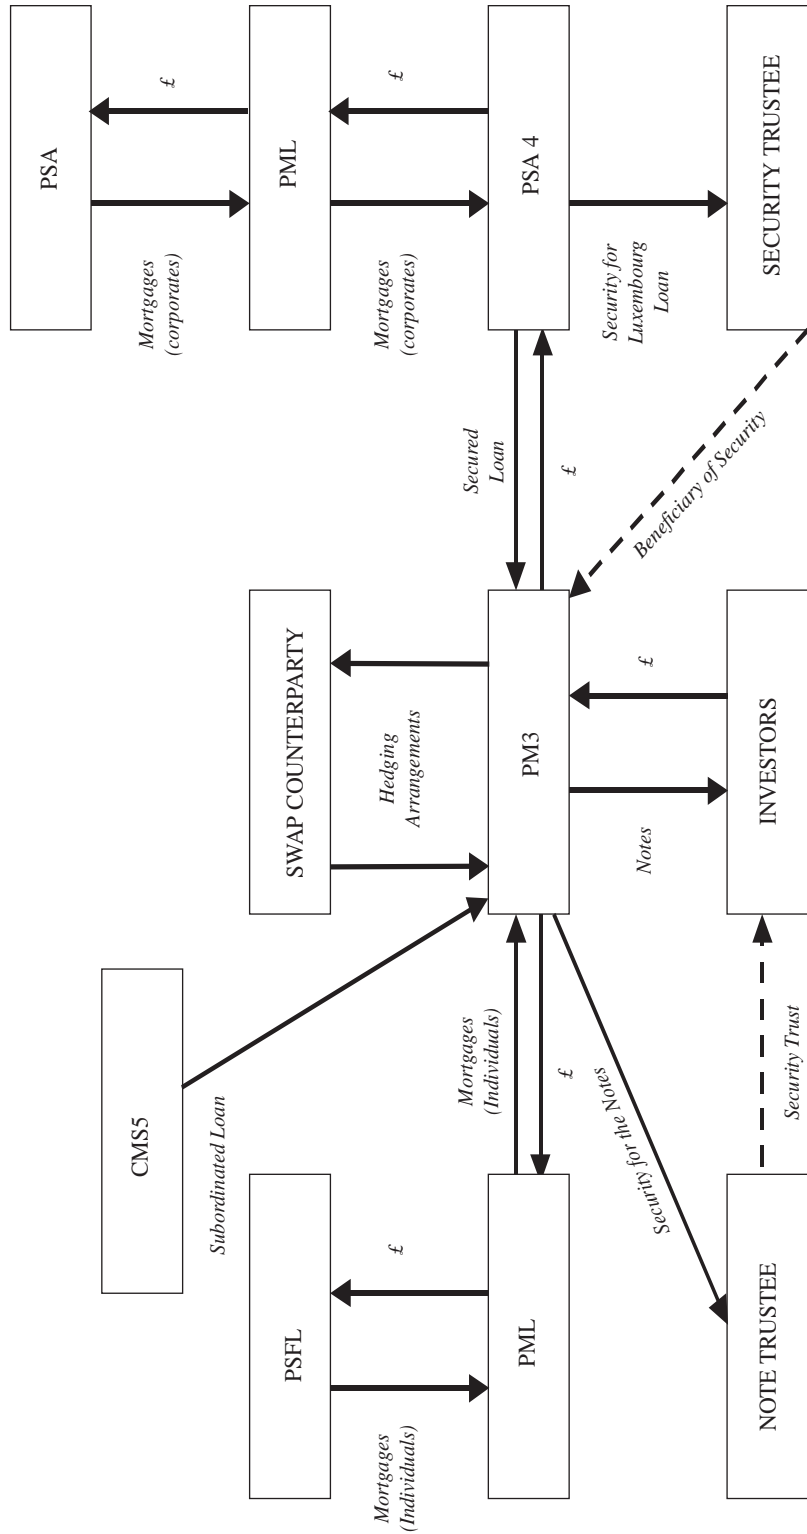 PSA
£
Mortgages
(corporates)
PML
£
Mortgages
(corporates)
PSA 4
Security for
Luxembourg
Loan
SECURITY TRUSTEE
Secured
Loan
£
Beneficiary of Security
SWAP COUNTERPARTY
Hedging
Arrangements
PM3
£
Notes
INVESTORS
CMS5
Subordinated Loan
Mortgages
(Individuals)
£
Security for the Notes
Security Trust
PSFL
£
Mortgages
(Individuals)
PML
NOTE TRUSTEE